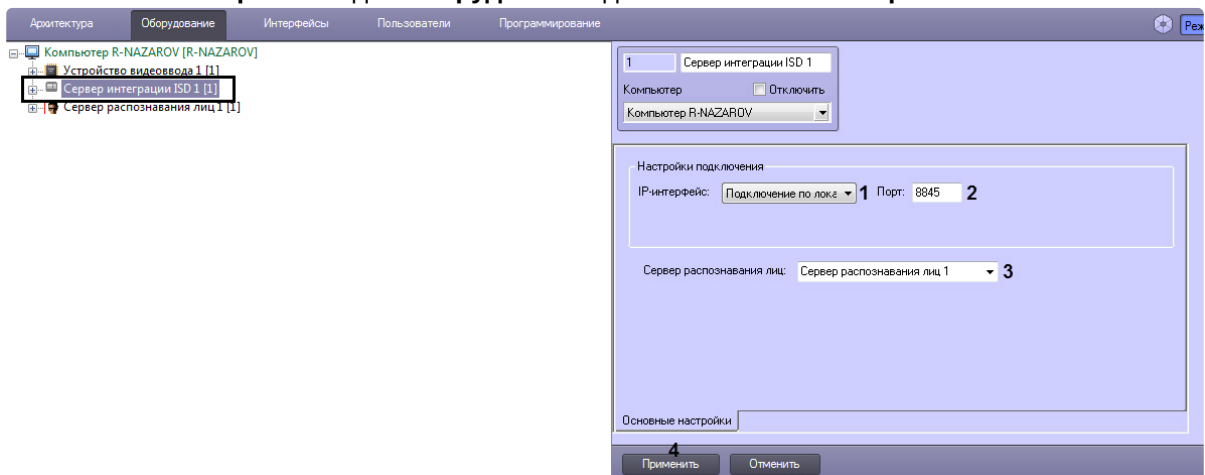 Архитектура Оборудование Интерфейсы Пользователи Программирование
Компьютер R-NAZAROV [R-NAZAROV]
Устройство видеоввода 1 [1]
Сервер интеграции ISD 1 [1]
Сервер распознавания лиц 1 [1]
1 Сервер интеграции ISD 1
Компьютер Отключить
Компьютер R-NAZAROV
Настройки подключения
IP-интерфейс: Подключение по лока 1 Порт: 8845 2
Сервер распознавания лиц: Сервер распознавания лиц 1 3
Основные настройки
4
Применить Отменить